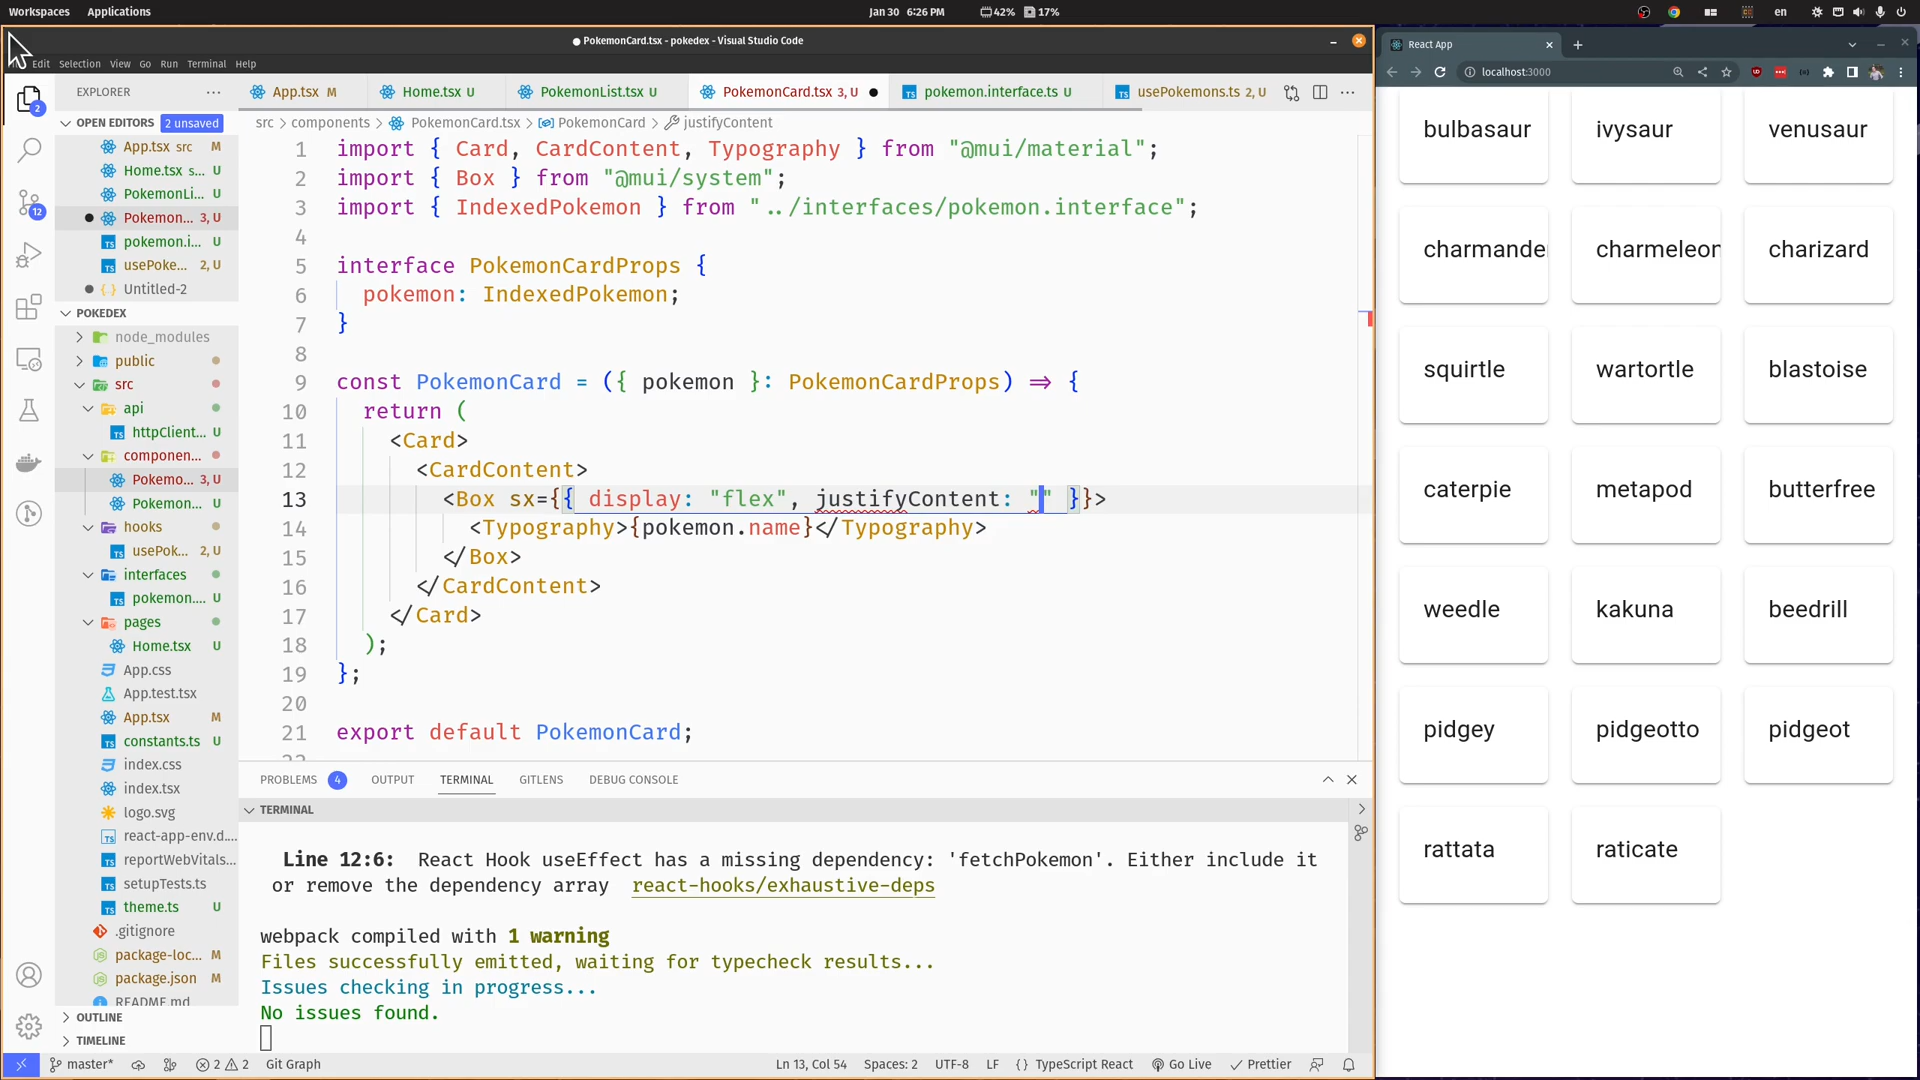 Workspaces Applications Jan 30 6:26 PM 42% 17% en
● PokemonCard.tsx - pokedex - Visual Studio Code
Edit Selection View Go Run Terminal Help
EXPLORER ···
App.tsx M Home.tsx U PokemonList.tsx U PokemonCard.tsx 3, U ● pokemon.interface.ts U usePokemons.ts 2, U ···
src > components > PokemonCard.tsx > PokemonCard > justifyContent
2
12
OPEN EDITORS 2 unsaved
App.tsx src M
Home.tsx s... U
PokemonLi... U
● Pokemon... 3, U
pokemon.i... U
usePoke... 2, U
● Untitled-2
POKEDEX
node_modules
public
src
api
httpClient... U
componen...
Pokemo... 3, U
Pokemon... U
hooks
usePok... 2, U
interfaces
pokemon.... U
pages
Home.tsx U
App.css
App.test.tsx
App.tsx M
constants.ts U
index.css
index.tsx
logo.svg
react-app-env.d....
reportWebVitals...
setupTests.ts
theme.ts U
.gitignore
package-loc... M
package.json M
README.md
OUTLINE
TIMELINE
1 import { Card, CardContent, Typography } from "@mui/material";
2 import { Box } from "@mui/system";
3 import { IndexedPokemon } from "../interfaces/pokemon.interface";
4
5 interface PokemonCardProps {
6 pokemon: IndexedPokemon;
7 }
8
9 const PokemonCard = ({ pokemon }: PokemonCardProps) => {
10 return (
11 <Card>
12 <CardContent>
13 <Box sx={{ display: "flex", justifyContent: "" }}>
14 <Typography>{pokemon.name}</Typography>
15 </Box>
16 </CardContent>
17 </Card>
18 );
19 };
20
21 export default PokemonCard;
PROBLEMS 4 OUTPUT TERMINAL GITLENS DEBUG CONSOLE
TERMINAL
Line 12:6: React Hook useEffect has a missing dependency: 'fetchPokemon'. Either include it
or remove the dependency array react-hooks/exhaustive-deps
webpack compiled with 1 warning
Files successfully emitted, waiting for typecheck results...
Issues checking in progress...
No issues found.
master* 2 2 Git Graph Ln 13, Col 54 Spaces: 2 UTF-8 LF {} TypeScript React Go Live Prettier
React App
localhost:3000
bulbasaur ivysaur venusaur
charmande charmeleon charizard
squirtle wartortle blastoise
caterpie metapod butterfree
weedle kakuna beedrill
pidgey pidgeotto pidgeot
rattata raticate